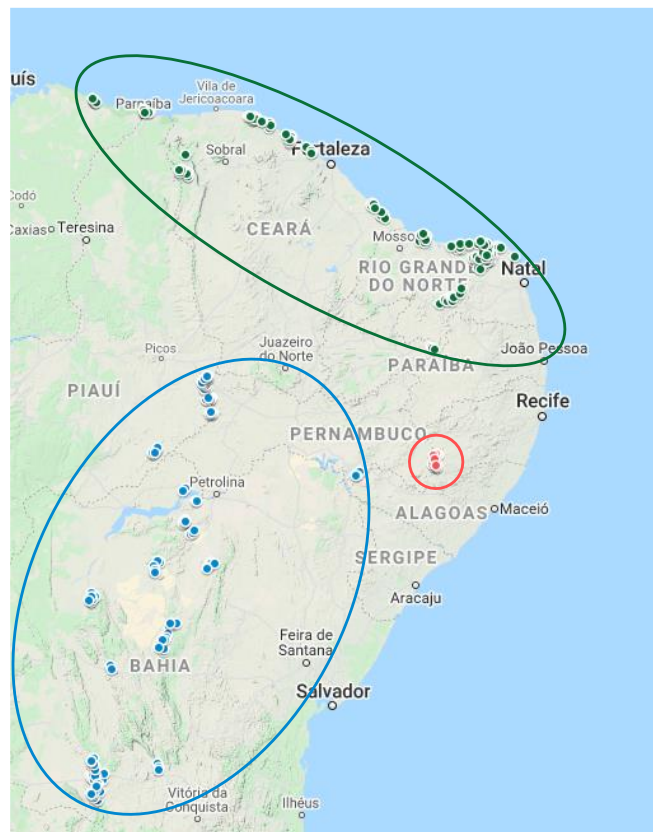 uís
Vila de
Jericoacoara
Parnaíba
Sobral
Fortaleza
Codó
Caxias
Teresina
CEARÁ
Mosso
RIO GRANDE
DO NORTE
Natal
Picos
Juazeiro
do Norte
João Pessoa
PARAÍBA
PIAUÍ
Recife
PERNAMBUCO
Petrolina
ALAGOAS
Maceió
SERGIPE
Aracaju
Feira de
Santana
BAHIA
Salvador
Vitória da
Conquista
Ilhéus